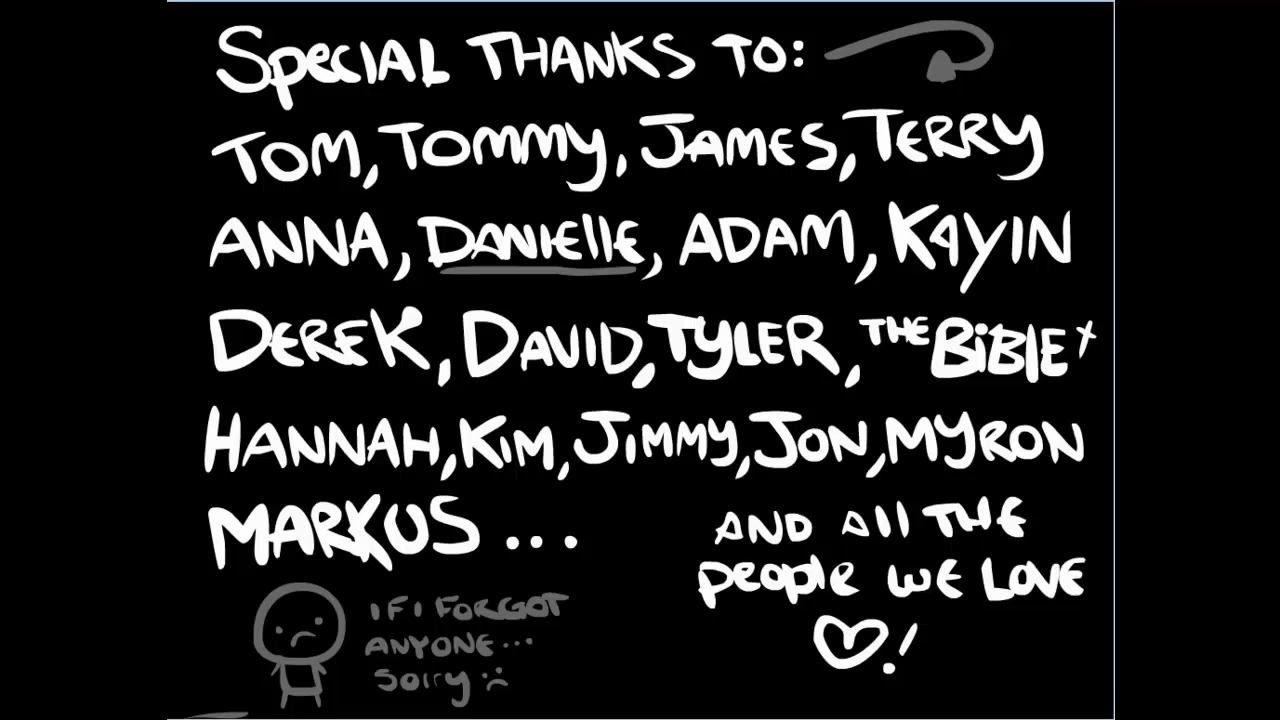 SpeciAL THANKS TO:
TOM, TOMMY, JAMES, TERRY
ANNA, DANIElle, ADAM, KAYIN
DEREK, DAVID, TYLER, THE BiBLE
HANNAH, KiM, JiMMY, JON, MYRON
MARKUS...
AND All THE
people WE LOVE
!
IF I FORGOT
ANYONE...
Sorry :(